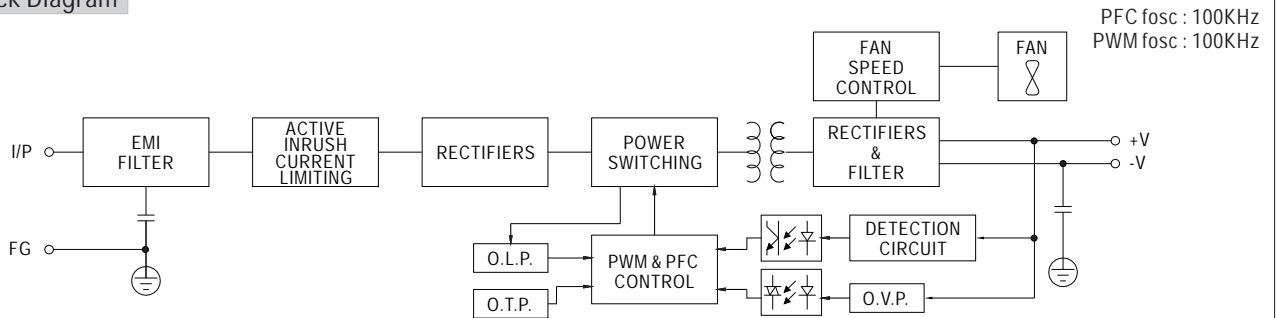 ck Diagram
PFC fosc : 100KHz
PWM fosc : 100KHz
FAN
SPEED
CONTROL
FAN
I/P
EMI
FILTER
ACTIVE
INRUSH
CURRENT
LIMITING
RECTIFIERS
POWER
SWITCHING
RECTIFIERS
&
FILTER
+V
-V
FG
O.L.P.
O.T.P.
PWM & PFC
CONTROL
DETECTION
CIRCUIT
O.V.P.